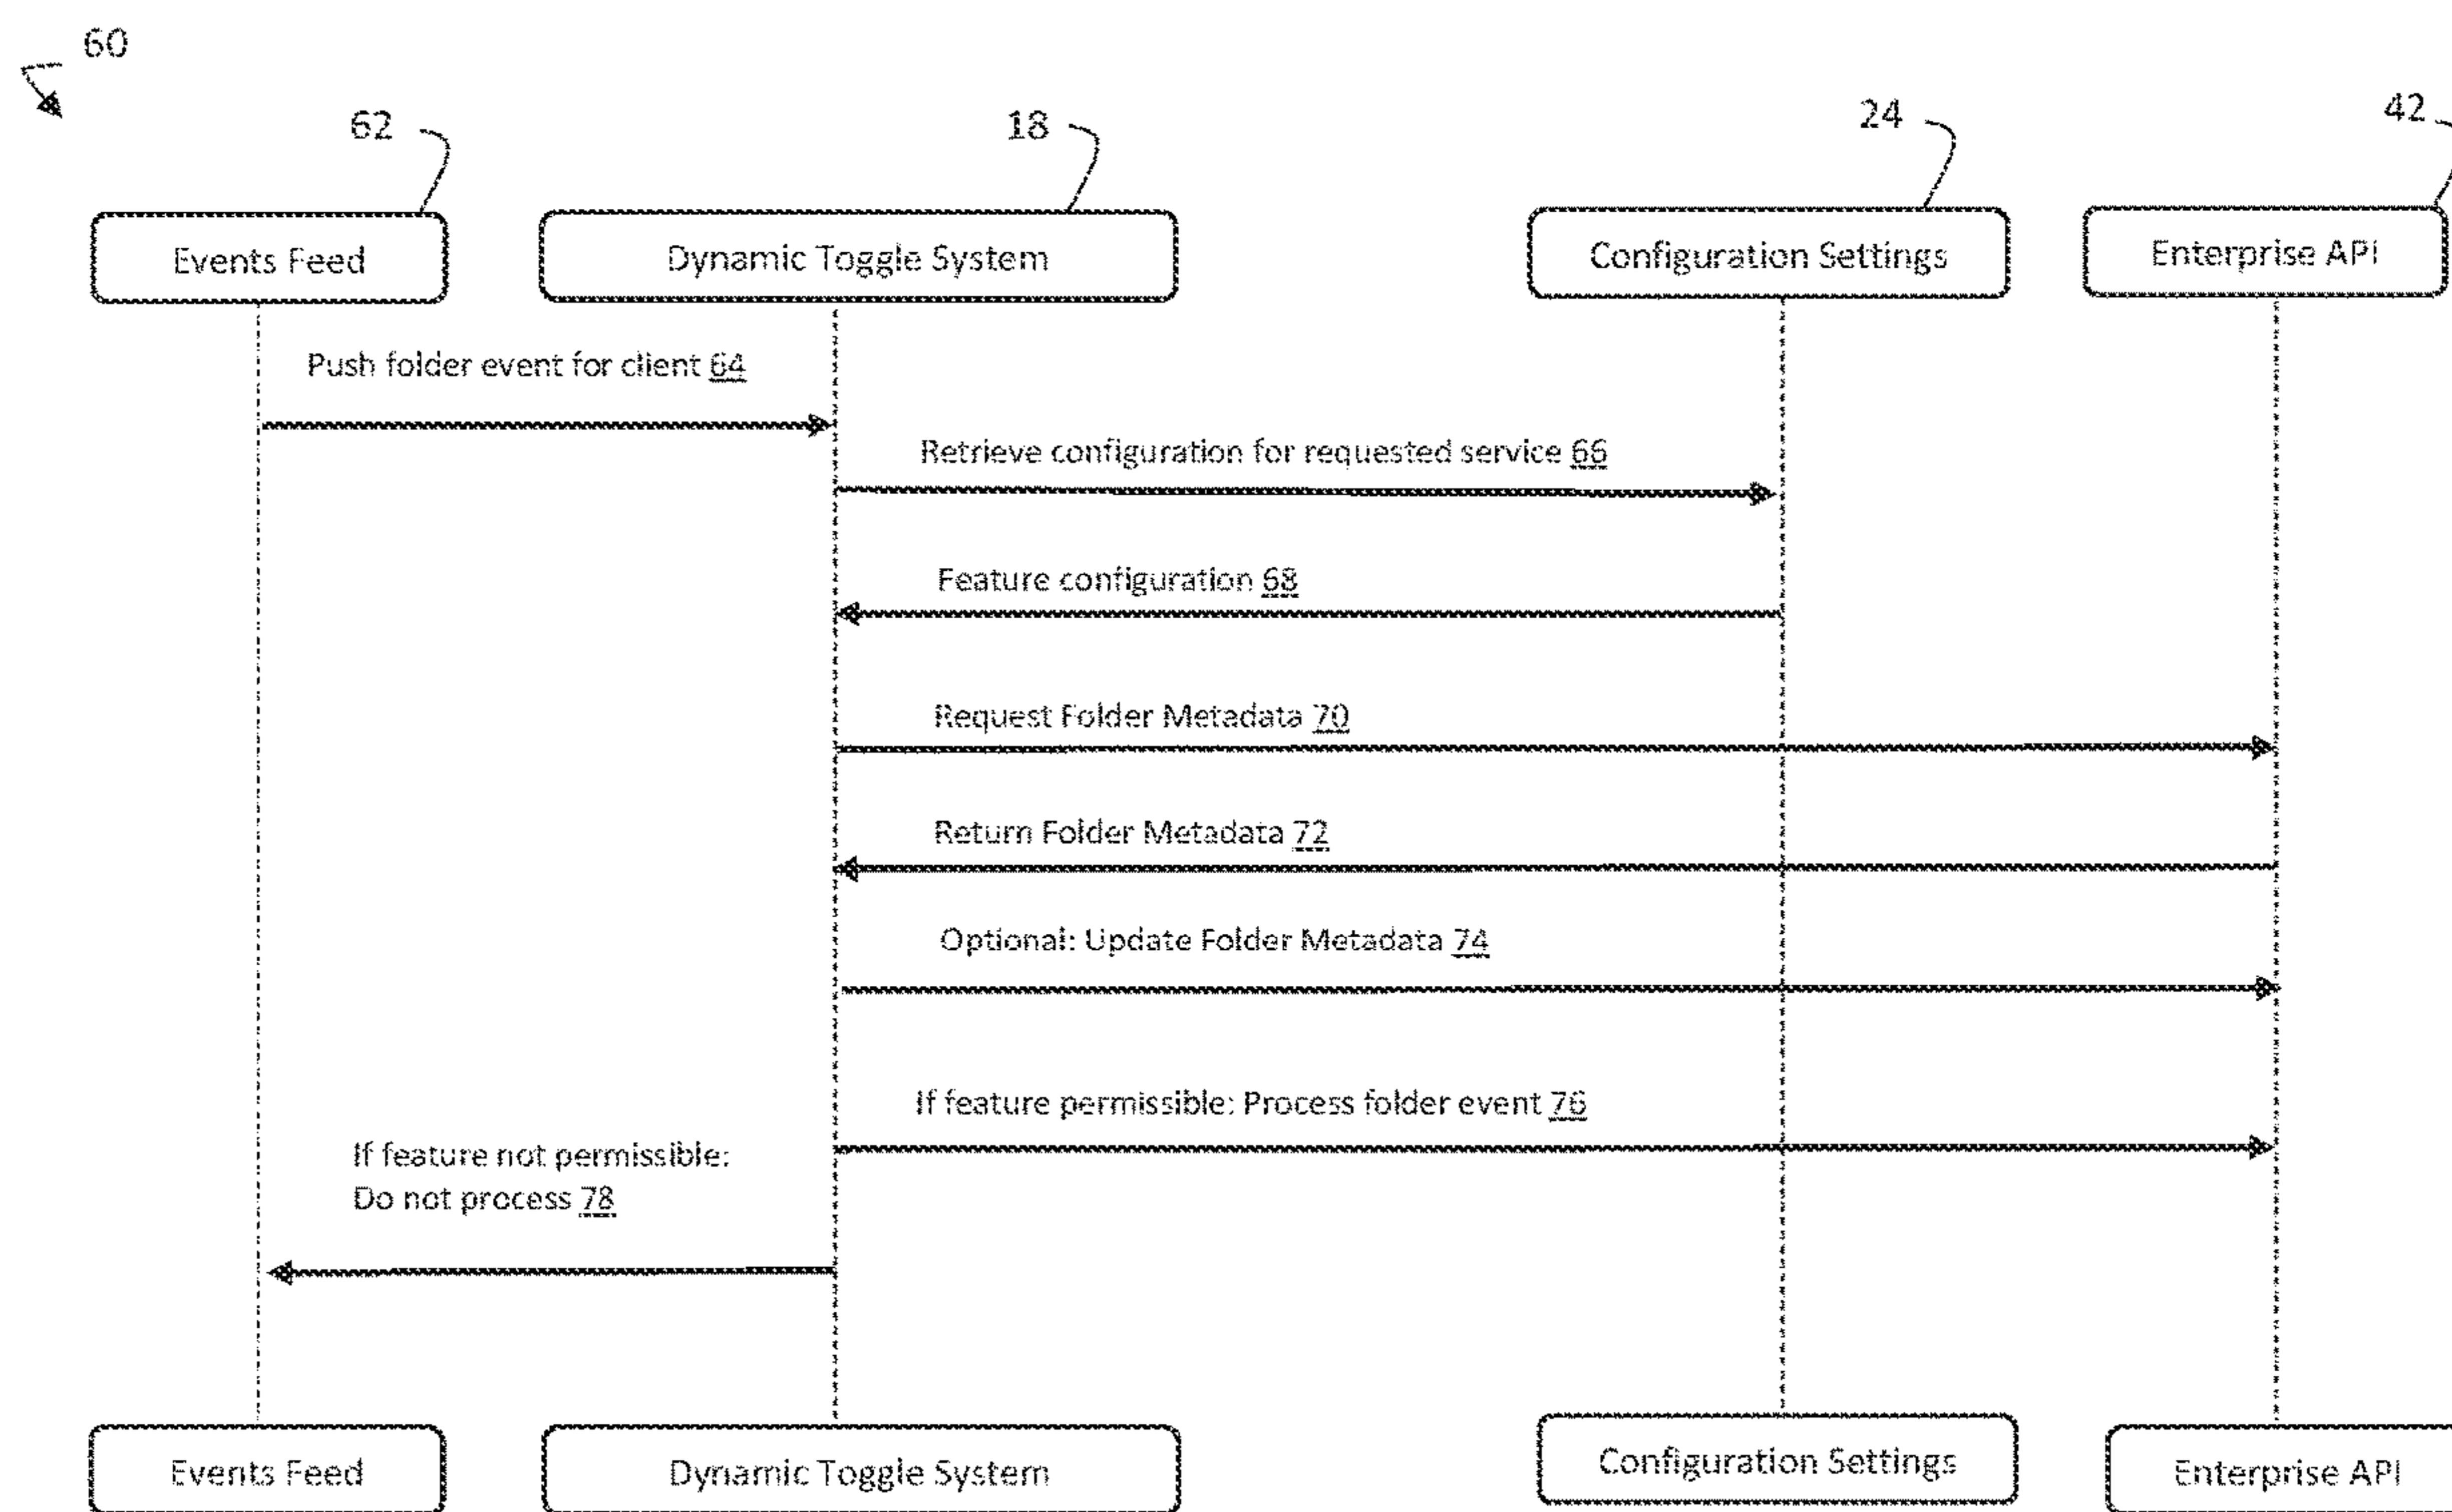 60
62
18
24
42
Events Feed
Dynamic Toggle System
Configuration Settings
Enterprise API
Push folder event for client 64
Retrieve configuration for requested service 66
Feature configuration 68
Request Folder Metadata 70
Return Folder Metadata 72
Optional: Update Folder Metadata 74
If feature permissible: Process folder event 76
If feature not permissible:
Do not process 78
Events Feed
Dynamic Toggle System
Configuration Settings
Enterprise API